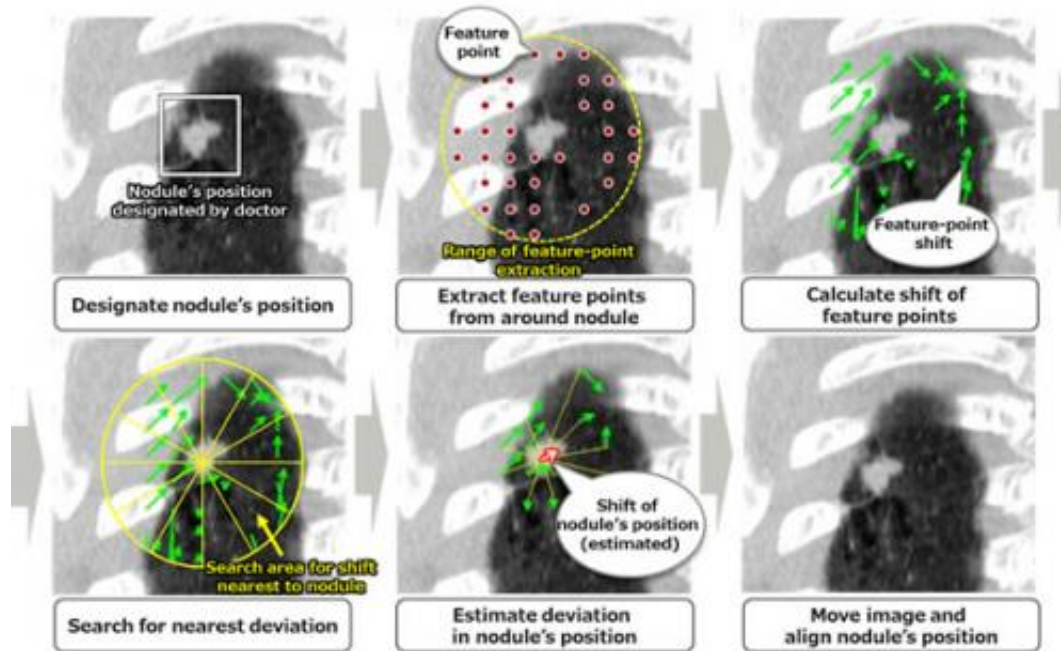 Nodule's position
designated by doctor
Designate nodule's position
Feature
point
Range of feature-point
extraction
Extract feature points
from around nodule
Feature-point
shift
Calculate shift of
feature points
Search area for shift
nearest to nodule
Search for nearest deviation
Shift of
nodule's position
(estimated)
Estimate deviation
in nodule's position
Move image and
align nodule's position